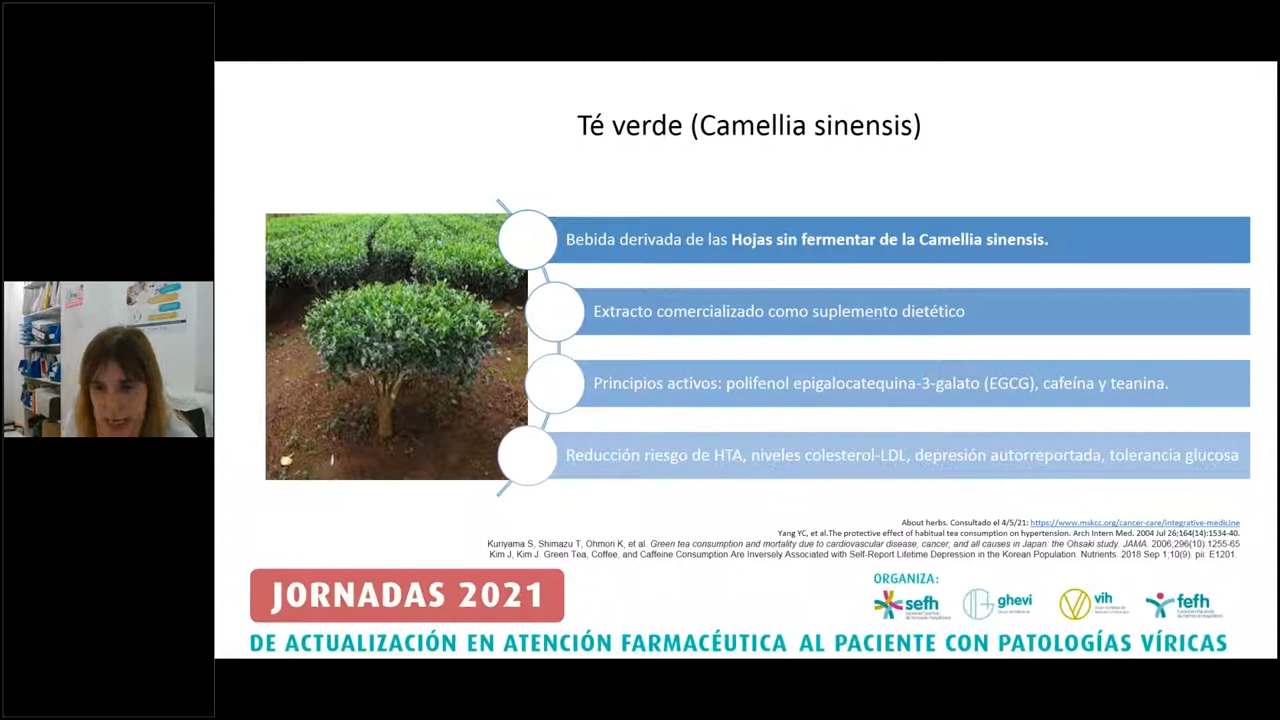 Té verde (Camellia sinensis)
Bebida derivada de las Hojas sin fermentar de la Camellia sinensis.
Extracto comercializado como suplemento dietético
Principios activos: polifenol epigalocatequina-3-galato (EGCG), cafeína y teanina.
Reducción riesgo de HTA, niveles colesterol-LDL, depresión autorreportada, tolerancia glucosa
About herbs. Consultado el 4/5/21: https://www.mskcc.org/cancer-care/integrative-medicine
Yang YC, et al.The protective effect of habitual tea consumption on hypertension. Arch Intern Med. 2004 Jul 26;164(14):1534-40.
Kuriyama S, Shimazu T, Ohmori K, et al. Green tea consumption and mortality due to cardiovascular disease, cancer, and all causes in Japan: the Ohsaki study. JAMA. 2006;296(10):1255-65
Kim J, Kim J. Green Tea, Coffee, and Caffeine Consumption Are Inversely Associated with Self-Report Lifetime Depression in the Korean Population. Nutrients. 2018 Sep 1;10(9). pii: E1201.
JORNADAS 2021
ORGANIZA:
sefh
ghevi
vih
fefh
DE ACTUALIZACIÓN EN ATENCIÓN FARMACÉUTICA AL PACIENTE CON PATOLOGÍAS VÍRICAS